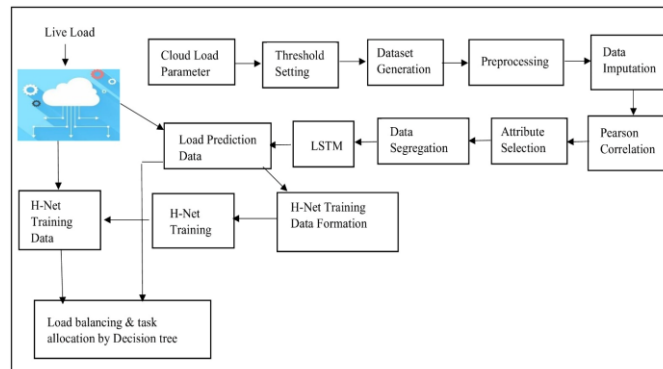 Live Load
Cloud Load
Parameter
Threshold
Setting
Dataset
Generation
Preprocessing
Data
Imputation
Load Prediction
Data
LSTM
Data
Segregation
Attribute
Selection
Pearson
Correlation
H-Net
Training
Data
H-Net
Training
H-Net Training
Data Formation
Load balancing & task
allocation by Decision tree